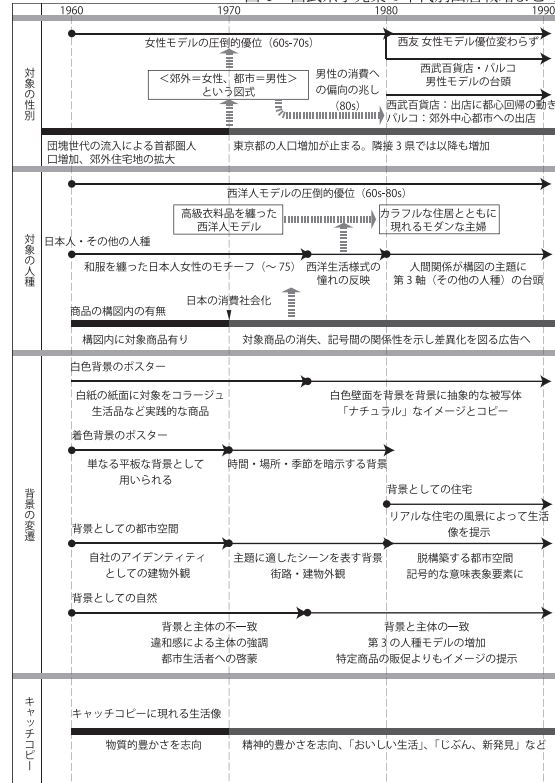 1960
1970
1980
1990
対象の性別
女性モデルの圧倒的優位（60s-70s）
西友 女性モデル優位変わらず
西武百貨店・パルコ
男性モデルの台頭
＜郊外＝女性、都市＝男性＞
という図式
男性の消費へ
の偏向の兆し
（80s）
西武百貨店：出店に都心回帰の動き
パルコ：郊外中心都市への出店
団塊世代の流入による首都圏人
口増加、郊外住宅地の拡大
東京都の人口増加が止まる。隣接 3 県では以降も増加
対象の人種
西洋人モデルの圧倒的優位（60s-80s）
高級衣料品を纏った
西洋人モデル
カラフルな住居とともに
現れるモダンな主婦
日本人・その他の人種
和服を纏った日本人女性のモチーフ（～ 75）
西洋生活様式の
憧れの反映
人間関係が構図の主題に
第 3 軸（その他の人種）の台頭
日本の消費社会化
商品の構図内の有無
構図内に対象商品有り
対象商品の消失、記号間の関係性を示し差異化を図る広告へ
背景の変遷
白色背景のポスター
白紙の紙面に対象をコラージュ
生活品など実践的な商品
白色壁面を背景を背景に抽象的な被写体
「ナチュラル」なイメージとコピー
着色背景のポスター
単なる平板な背景として
用いられる
時間・場所・季節を暗示する背景
背景としての住宅
リアルな住宅の風景によって生活
像を提示
背景としての都市空間
自社のアイデンティティ
としての建物外観
主題に適したシーンを表す背景
街路・建物外観
脱構築する都市空間
記号的な意味表象要素に
背景としての自然
背景と主体の不一致
違和感による主体の強調
都市生活者への啓蒙
背景と主体の一致
第 3 の人種モデルの増加
特定商品の販促よりもイメージの提示
キャッチコピー
キャッチコピーに現れる生活像
物質的豊かさを志向
精神的豊かさを志向、「おいしい生活」、「じぶん、新発見」など